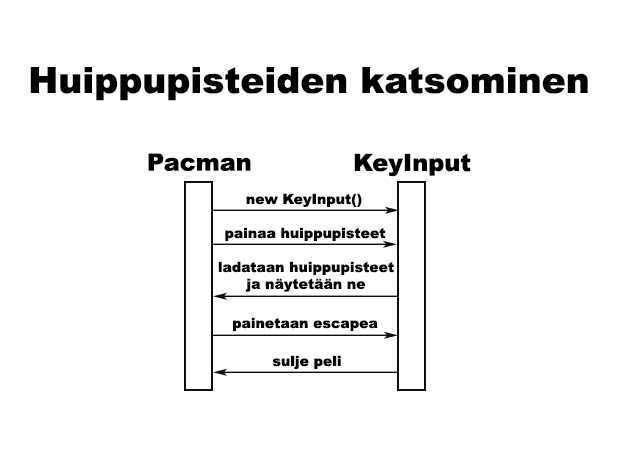 Huippupisteiden katsominen
Pacman
KeyInput
new KeyInput()
painaa huippupisteet
ladataan huippupisteet
ja näytetään ne
painetaan escapea
sulje peli